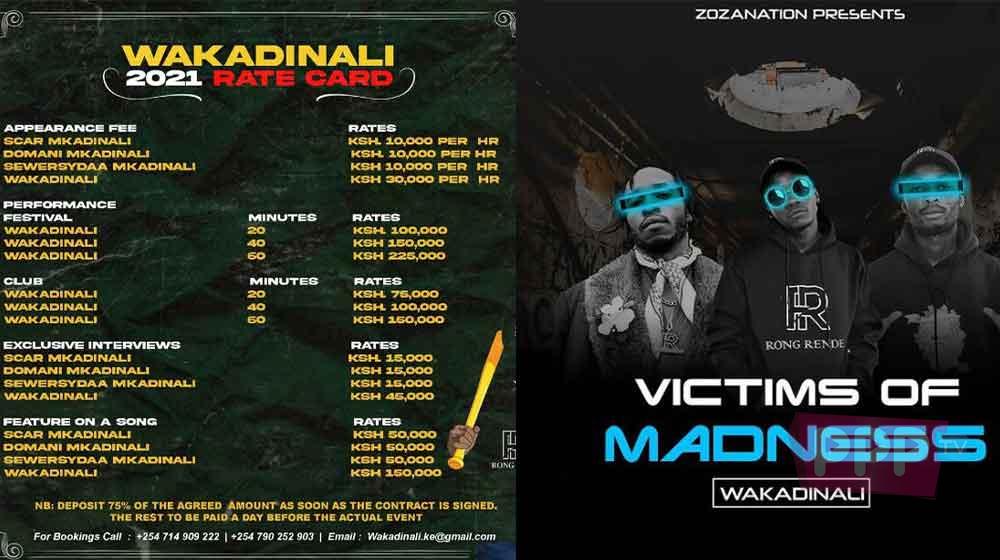 WAKADINALI
2021 RATE CARD
APPEARANCE FEE RATES
SCAR MKADINALI KSH. 10,000 PER HR
DOMANI MKADINALI KSH. 10,000 PER HR
SEWERSYDAA MKADINALI KSH 10,000 PER HR
WAKADINALI KSH 30,000 PER HR
PERFORMANCE
FESTIVAL MINUTES RATES
WAKADINALI 20 KSH. 100,000
WAKADINALI 40 KSH 150,000
WAKADINALI 60 KSH 225,000
CLUB MINUTES RATES
WAKADINALI 20 KSH. 75,000
WAKADINALI 40 KSH. 100,000
WAKADINALI 60 KSH 150,000
EXCLUSIVE INTERVIEWS RATES
SCAR MKADINALI KSH. 15,000
DOMANI MKADINALI KSH 15,000
SEWERSYDAA MKADINALI KSH 15,000
WAKADINALI KSH 45,000
FEATURE ON A SONG RATES
SCAR MKADINALI KSH 50,000
DOMANI MKADINALI KSH 50,000
SEWERSYDAA MKADINALI KSH 50,000
WAKADINALI KSH 150,000
RONG
NB: DEPOSIT 75% OF THE AGREED AMOUNT AS SOON AS THE CONTRACT IS SIGNED.
THE REST TO BE PAID A DAY BEFORE THE ACTUAL EVENT
For Bookings Call : +254 714 909 222 | +254 790 252 903 | Email : Wakadinali.ke@gmail.com
ZOZANATION PRESENTS
RR
RONG RENDE
VICTIMS OF
MADNESS
TV
WAKADINALI